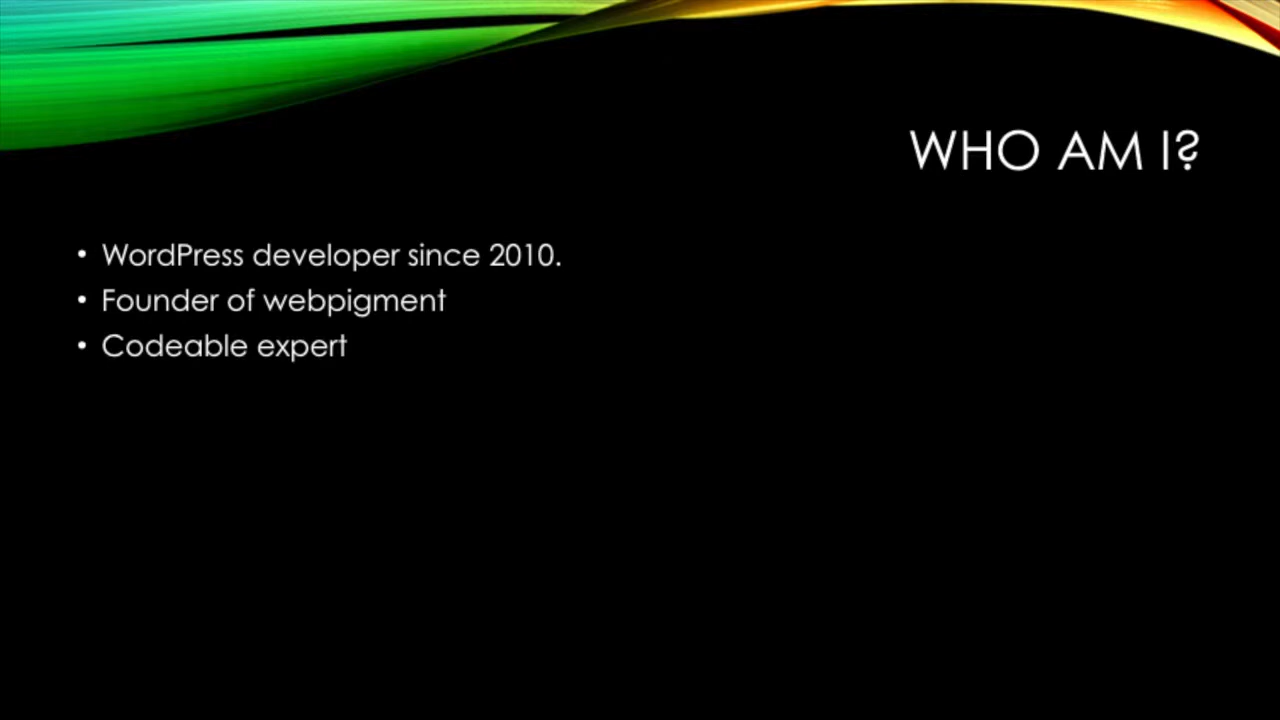 WHO AM I?
• WordPress developer since 2010.
• Founder of webpigment
• Codeable expert